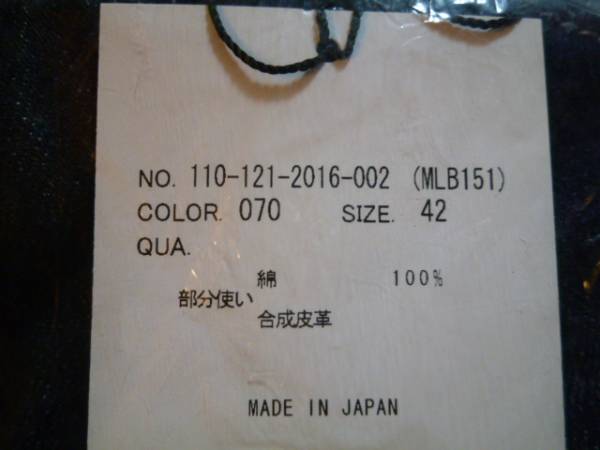 NO. 110-121-2016-002 (MLB151)
COLOR. 070 SIZE. 42
QUA.
綿 100%
部分使い
合成皮革
MADE IN JAPAN